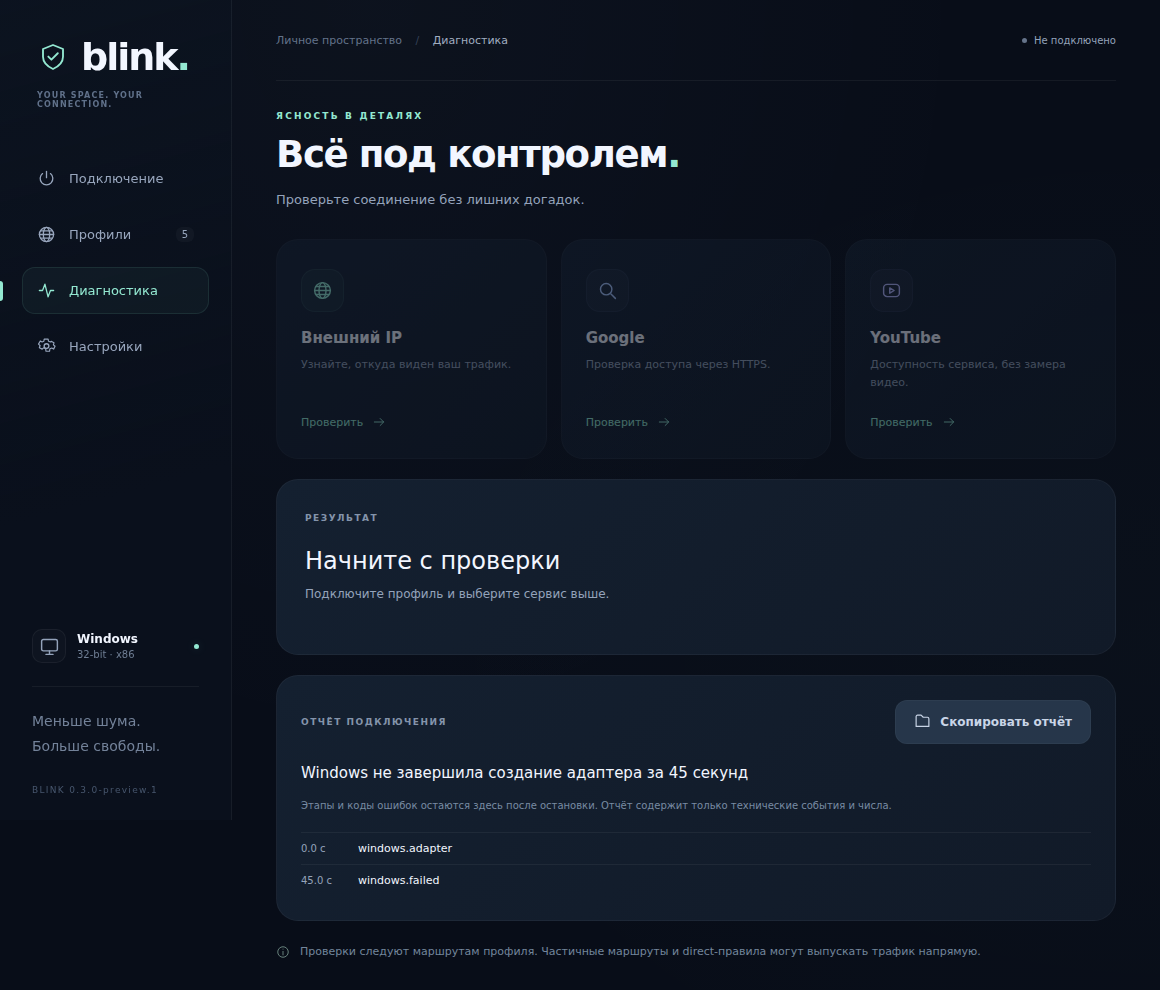 blink.
YOUR SPACE. YOUR
CONNECTION.
Подключение
Профили 5
Диагностика
Настройки
Windows
32-bit · x86
Меньше шума.
Больше свободы.
BLINK 0.3.0-preview.1
Личное пространство / Диагностика
Не подключено
ЯСНОСТЬ В ДЕТАЛЯХ
Всё под контролем.
Проверьте соединение без лишних догадок.
Внешний IP
Узнайте, откуда виден ваш трафик.
Проверить
Google
Проверка доступа через HTTPS.
Проверить
YouTube
Доступность сервиса, без замера
видео.
Проверить
РЕЗУЛЬТАТ
Начните с проверки
Подключите профиль и выберите сервис выше.
ОТЧЁТ ПОДКЛЮЧЕНИЯ
Скопировать отчёт
Windows не завершила создание адаптера за 45 секунд
Этапы и коды ошибок остаются здесь после остановки. Отчёт содержит только технические события и числа.
0.0 с windows.adapter
45.0 с windows.failed
Проверки следуют маршрутам профиля. Частичные маршруты и direct-правила могут выпускать трафик напрямую.